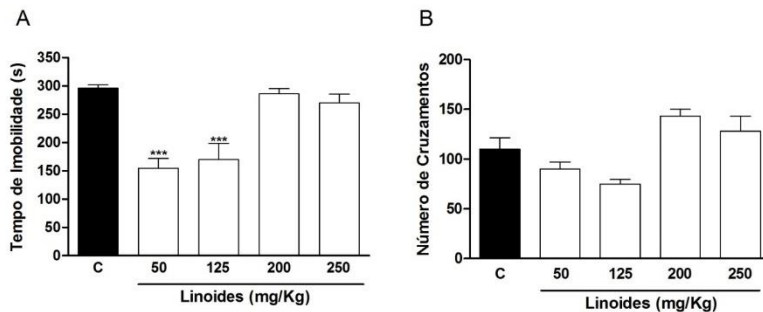 A
Tempo de Imobilidade (s)
350
300
250
200
150
100
50
0
***
***
C
50
125
200
250
Linoides (mg/Kg)
B
Número de Cruzamentos
200
150
100
50
0
C
50
125
200
250
Linoides (mg/Kg)